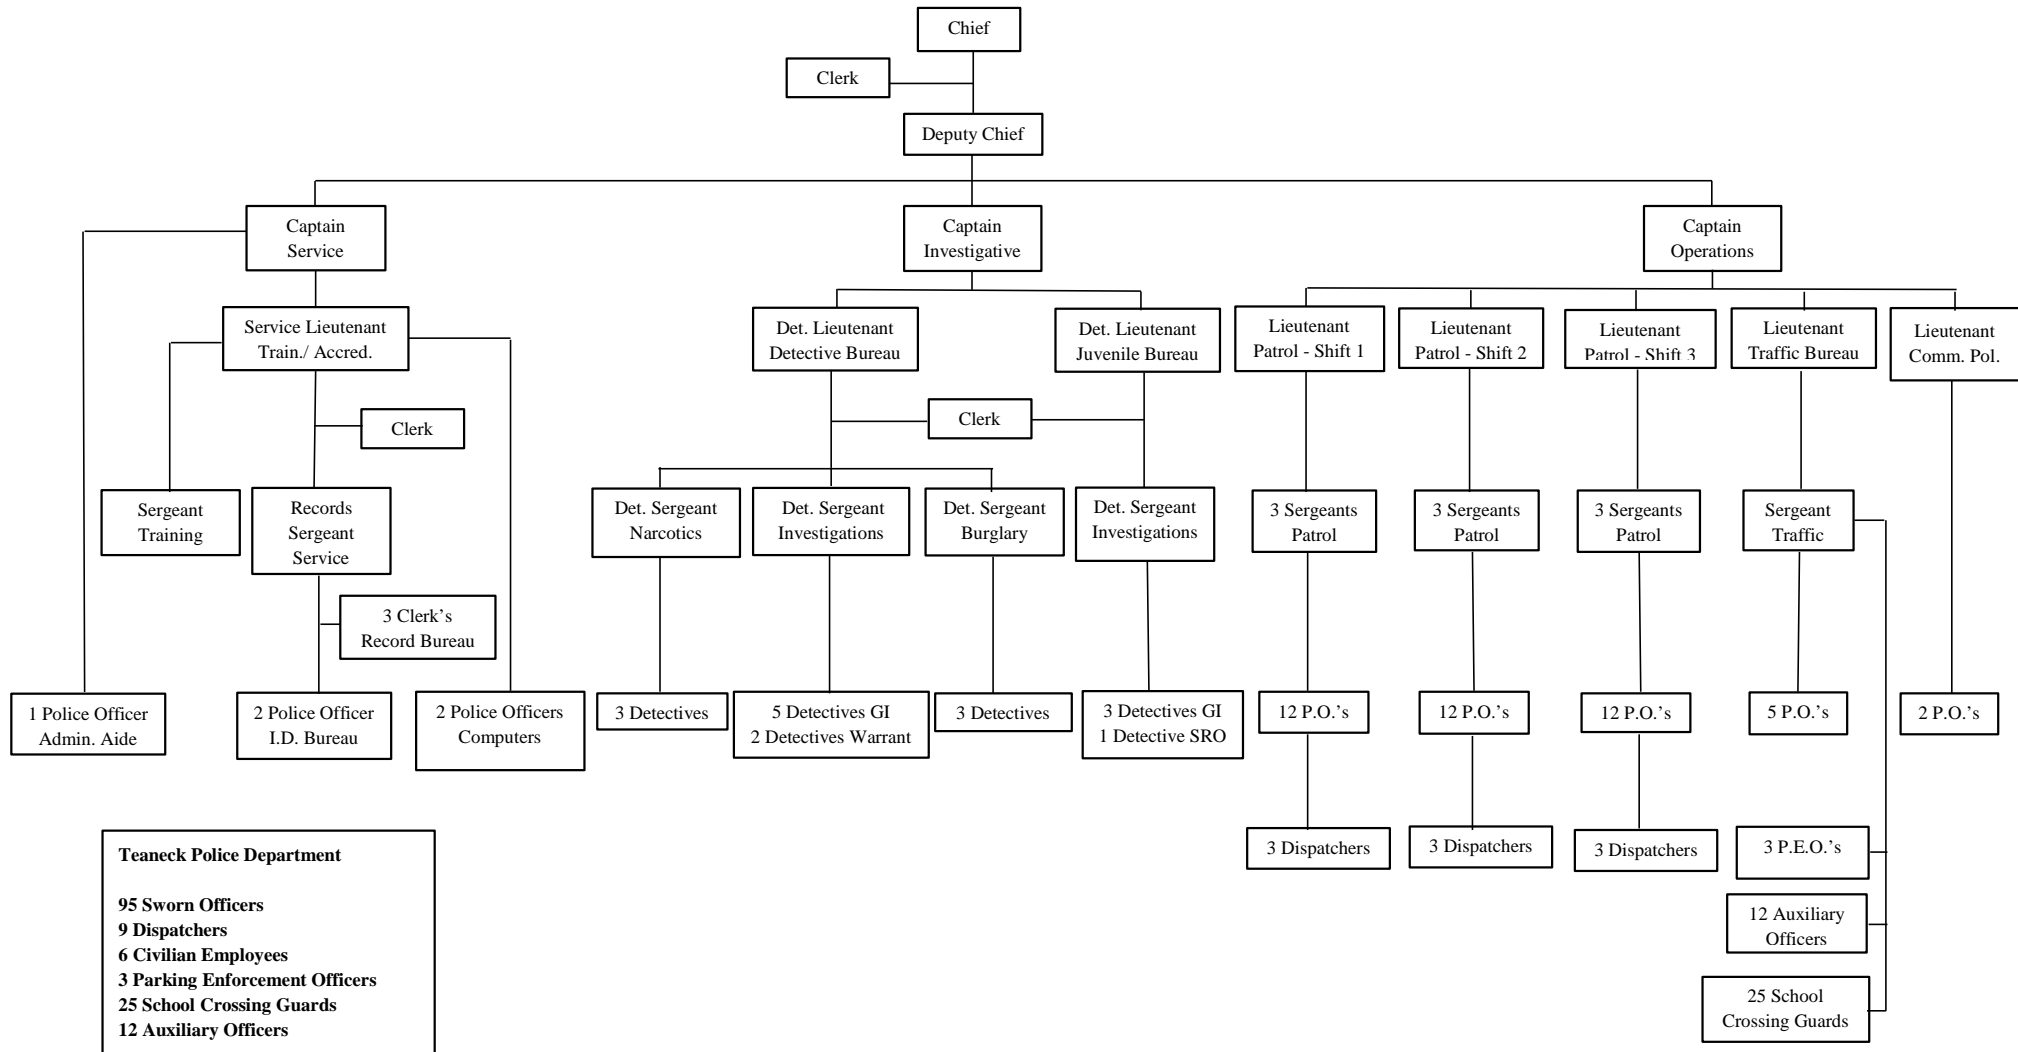 Chief
Clerk
Deputy Chief
Captain
Service
Captain
Investigative
Captain
Operations
Service Lieutenant
Train./ Accred.
Det. Lieutenant
Detective Bureau
Det. Lieutenant
Juvenile Bureau
Lieutenant
Patrol - Shift 1
Lieutenant
Patrol - Shift 2
Lieutenant
Patrol - Shift 3
Lieutenant
Traffic Bureau
Lieutenant
Comm. Pol.
Clerk
Clerk
Sergeant
Training
Records
Sergeant
Service
Det. Sergeant
Narcotics
Det. Sergeant
Investigations
Det. Sergeant
Burglary
Det. Sergeant
Investigations
3 Sergeants
Patrol
3 Sergeants
Patrol
3 Sergeants
Patrol
Sergeant
Traffic
3 Clerk’s
Record Bureau
1 Police Officer
Admin. Aide
2 Police Officer
I.D. Bureau
2 Police Officers
Computers
3 Detectives
5 Detectives GI
2 Detectives Warrant
3 Detectives
3 Detectives GI
1 Detective SRO
12 P.O.’s
12 P.O.’s
12 P.O.’s
5 P.O.’s
2 P.O.’s
3 Dispatchers
3 Dispatchers
3 Dispatchers
3 P.E.O.’s
12 Auxiliary
Officers
25 School
Crossing Guards
Teaneck Police Department
95 Sworn Officers
9 Dispatchers
6 Civilian Employees
3 Parking Enforcement Officers
25 School Crossing Guards
12 Auxiliary Officers